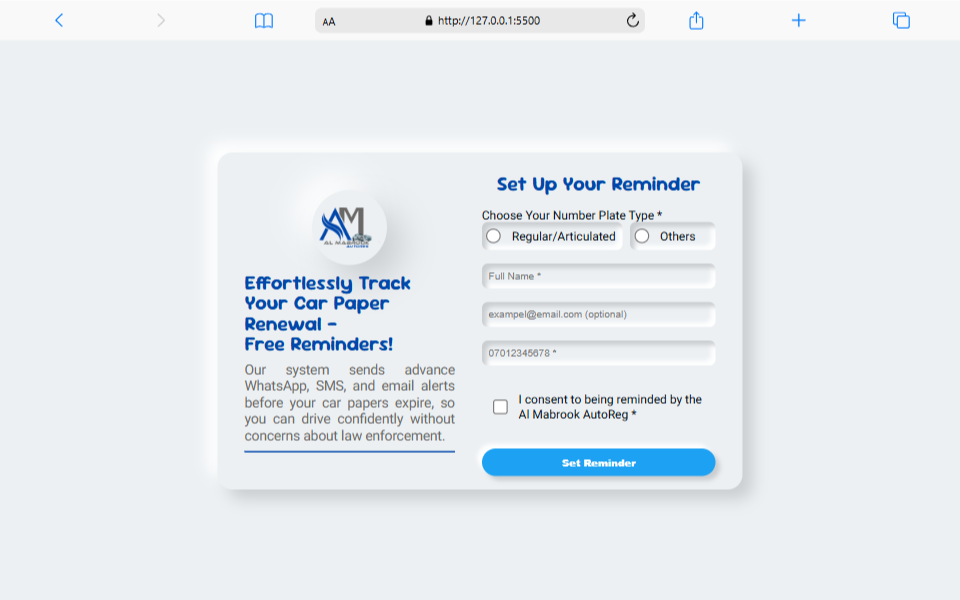 AA
http://127.0.0.1:5500
AM
AL MABROOK
Effortlessly Track
Your Car Paper
Renewal -
Free Reminders!
Our system sends advance
WhatsApp, SMS, and email alerts
before your car papers expire, so
you can drive confidently without
concerns about law enforcement.
Set Up Your Reminder
Choose Your Number Plate Type *
Regular/Articulated
Others
Full Name *
exampel@email.com (optional)
07012345678 *
I consent to being reminded by the
Al Mabrook AutoReg *
Set Reminder